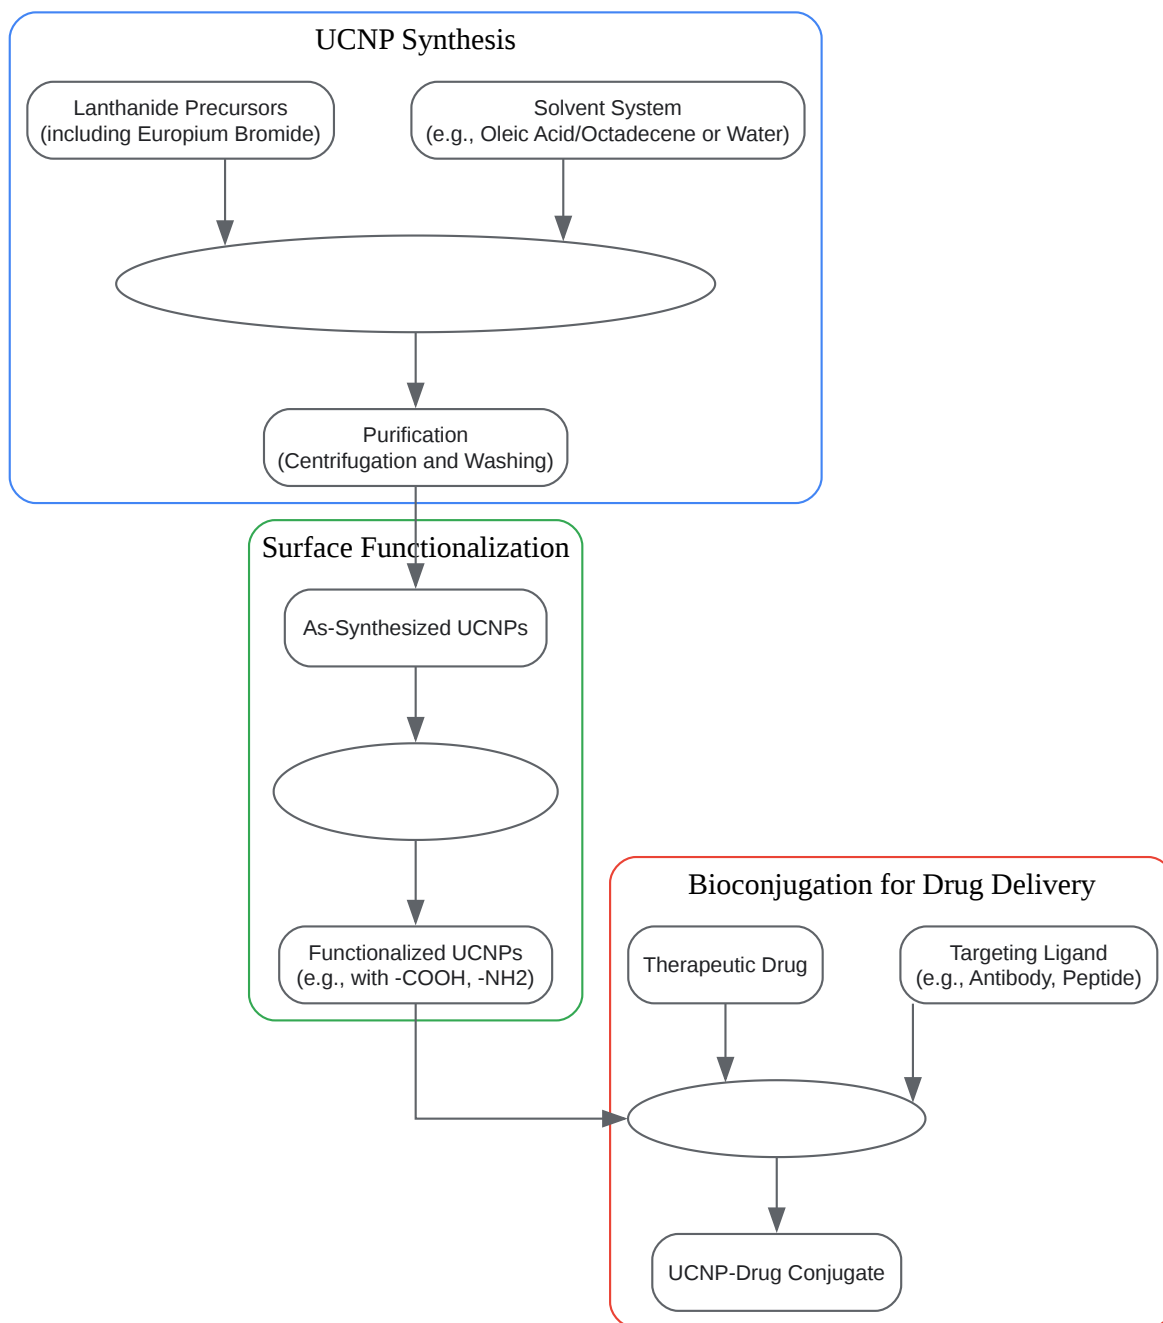 UCNP Synthesis
Lanthanide Precursors
(including Europium Bromide)
Solvent System
(e.g., Oleic Acid/Octadecene or Water)
Purification
(Centrifugation and Washing)
Surface Functionalization
As-Synthesized UCNPs
Functionalized UCNPs
(e.g., with -COOH, -NH2)
Bioconjugation for Drug Delivery
Therapeutic Drug
Targeting Ligand
(e.g., Antibody, Peptide)
UCNP-Drug Conjugate